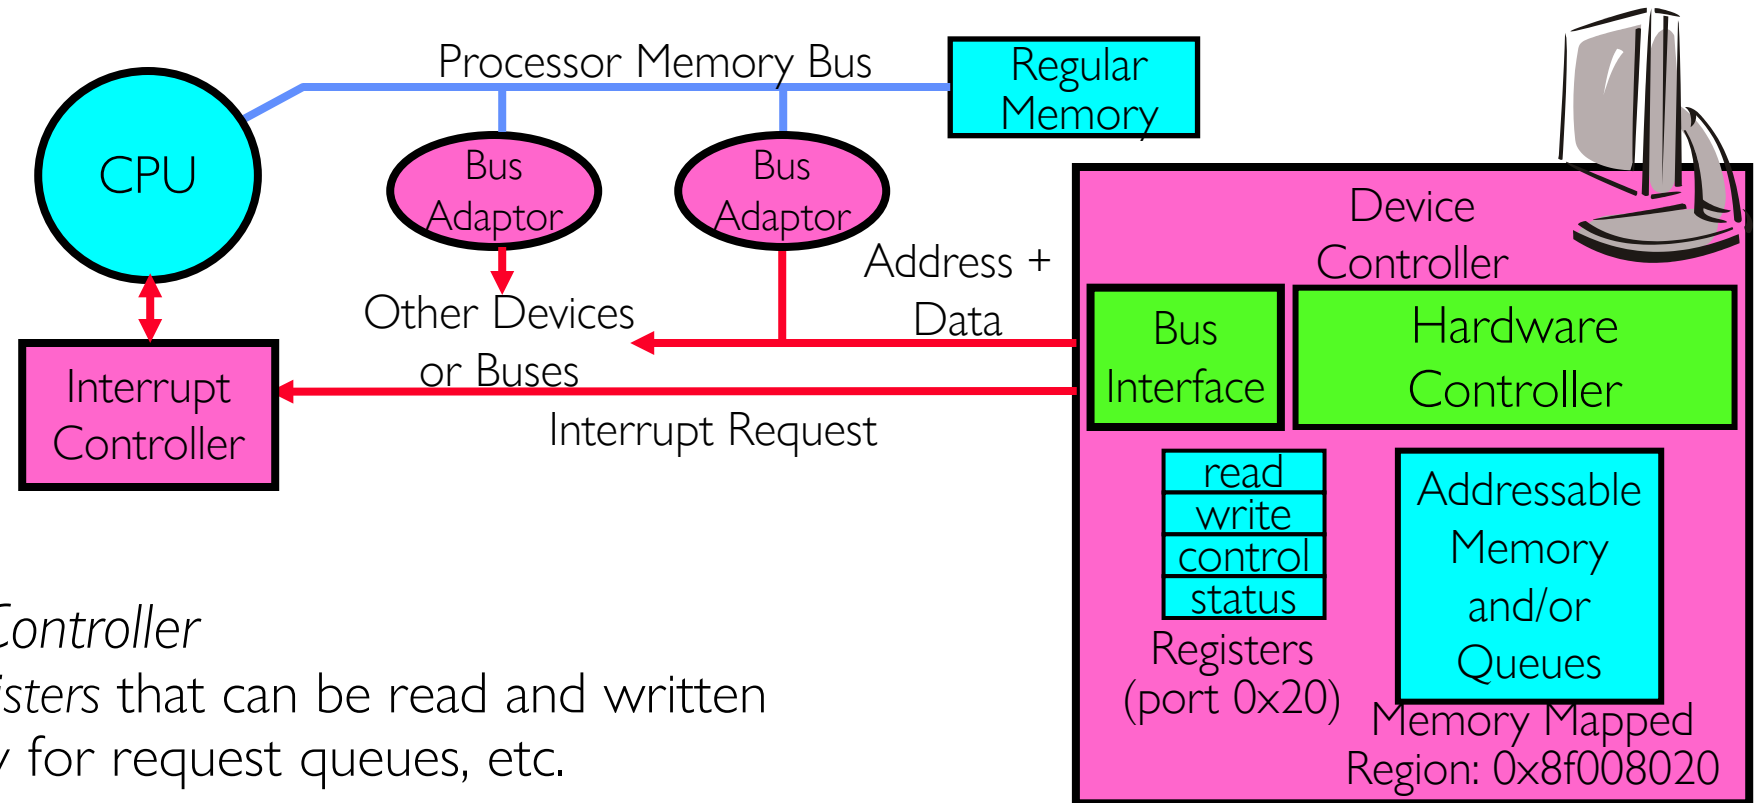 Processor Memory Bus
Regular
Memory
CPU
Bus
Adaptor
Bus
Adaptor
Device
Controller
Address +
Data
Other Devices
or Buses
Bus
Interface
Hardware
Controller
Interrupt
Controller
Interrupt Request
read
write
control
status
Registers
(port 0x20)
Addressable
Memory
and/or
Queues
Memory Mapped
Region: 0x8f008020
Controller
isters that can be read and written
y for request queues, etc.